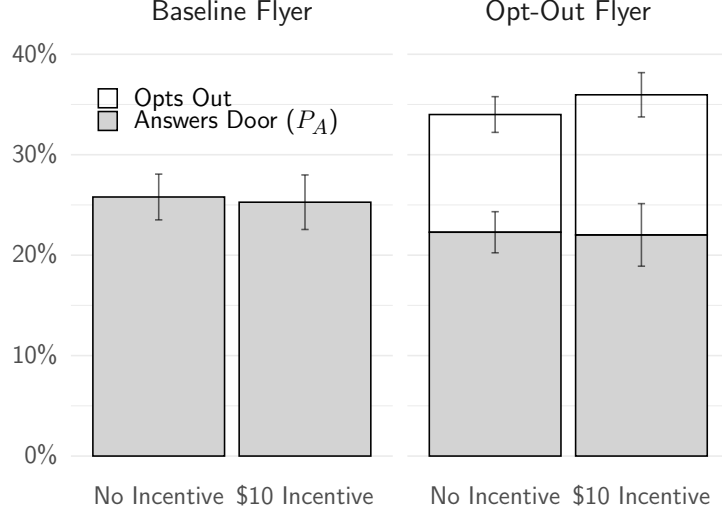 Baseline Flyer
Opt-Out Flyer
40%
30%
20%
10%
0%
Opts Out
Answers Door (P_A)
No Incentive
$10 Incentive
No Incentive
$10 Incentive